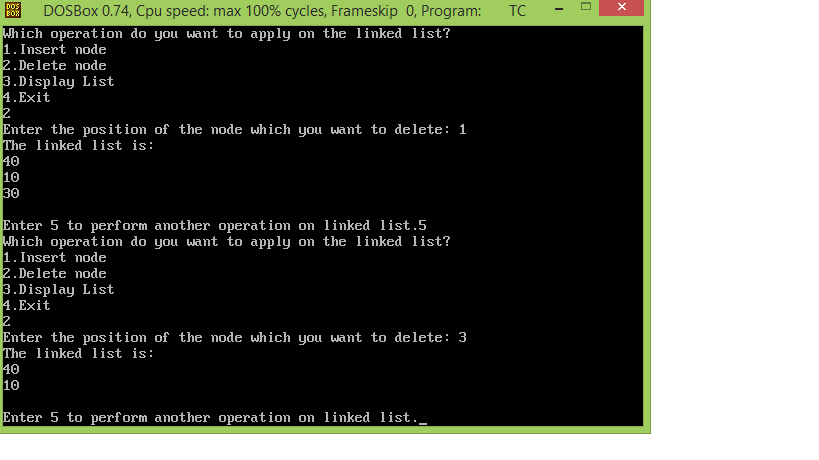 DOS BOX DOSBox 0.74, Cpu speed: max 100% cycles, Frameskip 0, Program: TC
Which operation do you want to apply on the linked list?
1.Insert node
2.Delete node
3.Display List
4.Exit
2
Enter the position of the node which you want to delete: 1
The linked list is:
40
10
30
Enter 5 to perform another operation on linked list.5
Which operation do you want to apply on the linked list?
1.Insert node
2.Delete node
3.Display List
4.Exit
2
Enter the position of the node which you want to delete: 3
The linked list is:
40
10
Enter 5 to perform another operation on linked list._